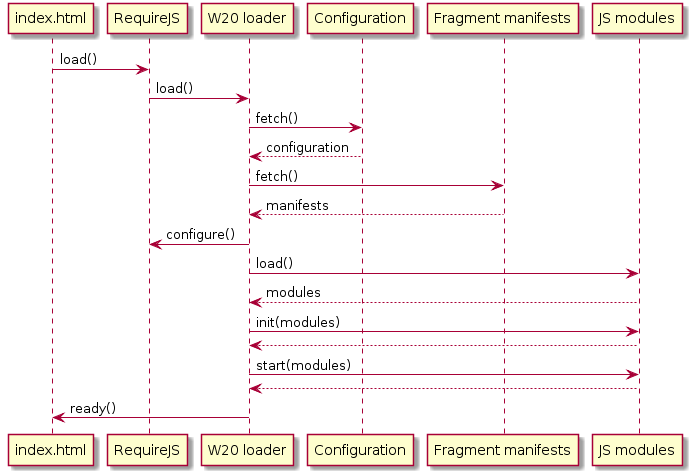 index.html RequireJS W20 loader Configuration Fragment manifests JS modules
load()
load()
fetch()
configuration
fetch()
manifests
configure()
load()
modules
init(modules)
start(modules)
ready()
index.html RequireJS W20 loader Configuration Fragment manifests JS modules